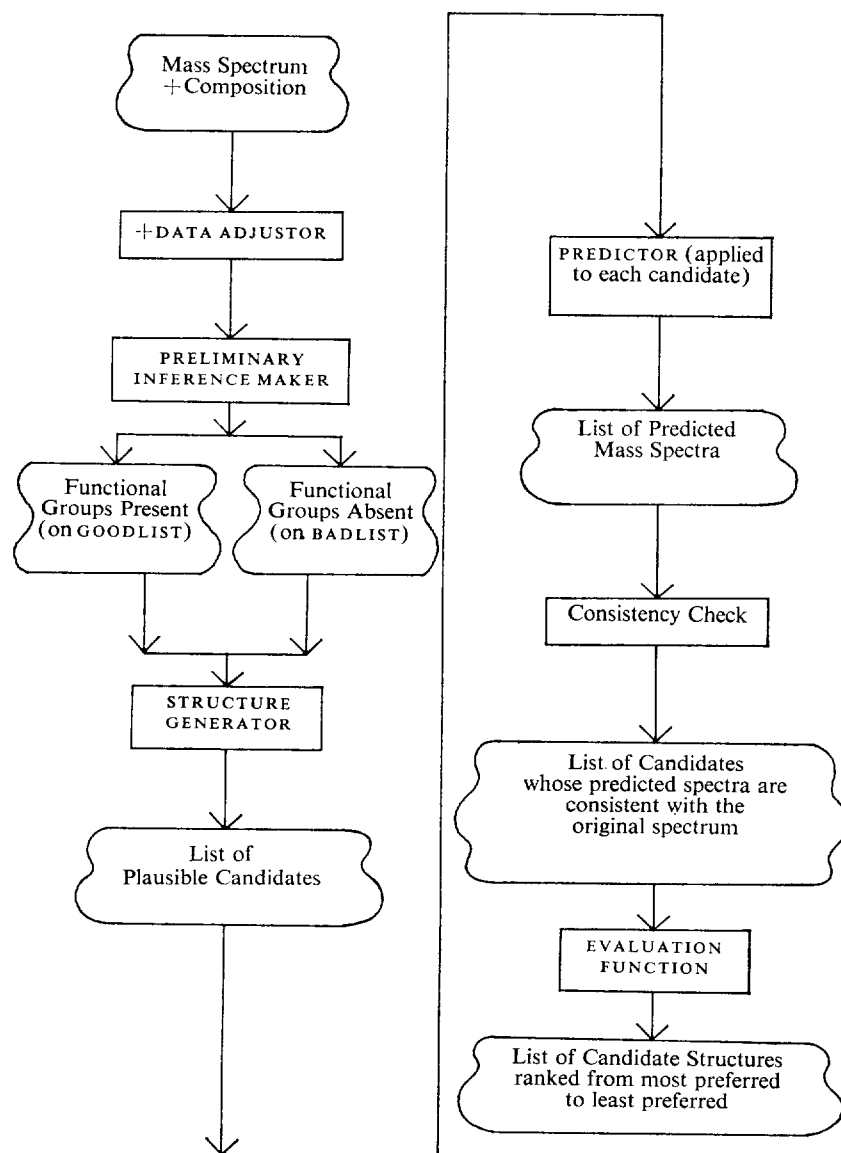 Mass Spectrum
+Composition
+DATA ADJUSTOR
PRELIMINARY
INFERENCE MAKER
Functional
Groups Present
(on GOODLIST)
Functional
Groups Absent
(on BADLIST)
STRUCTURE
GENERATOR
List of
Plausible Candidates
PREDICTOR (applied
to each candidate)
List of Predicted
Mass Spectra
Consistency Check
List of Candidates
whose predicted spectra are
consistent with the
original spectrum
EVALUATION
FUNCTION
List of Candidate Structures
ranked from most preferred
to least preferred